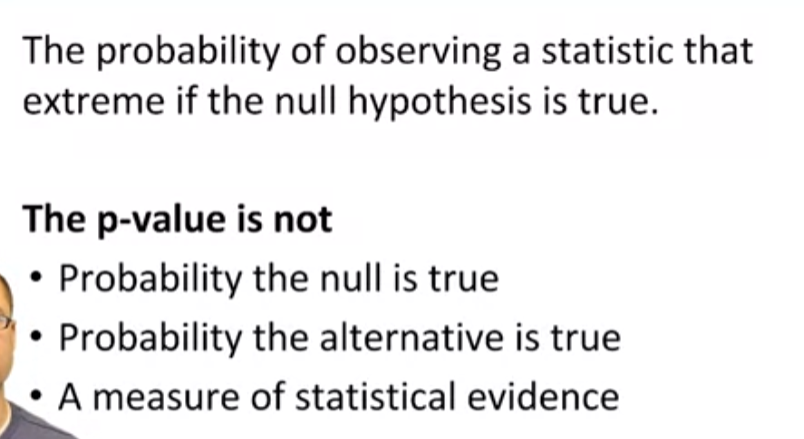 The probability of observing a statistic that
extreme if the null hypothesis is true.
The p-value is not
• Probability the null is true
• Probability the alternative is true
• A measure of statistical evidence